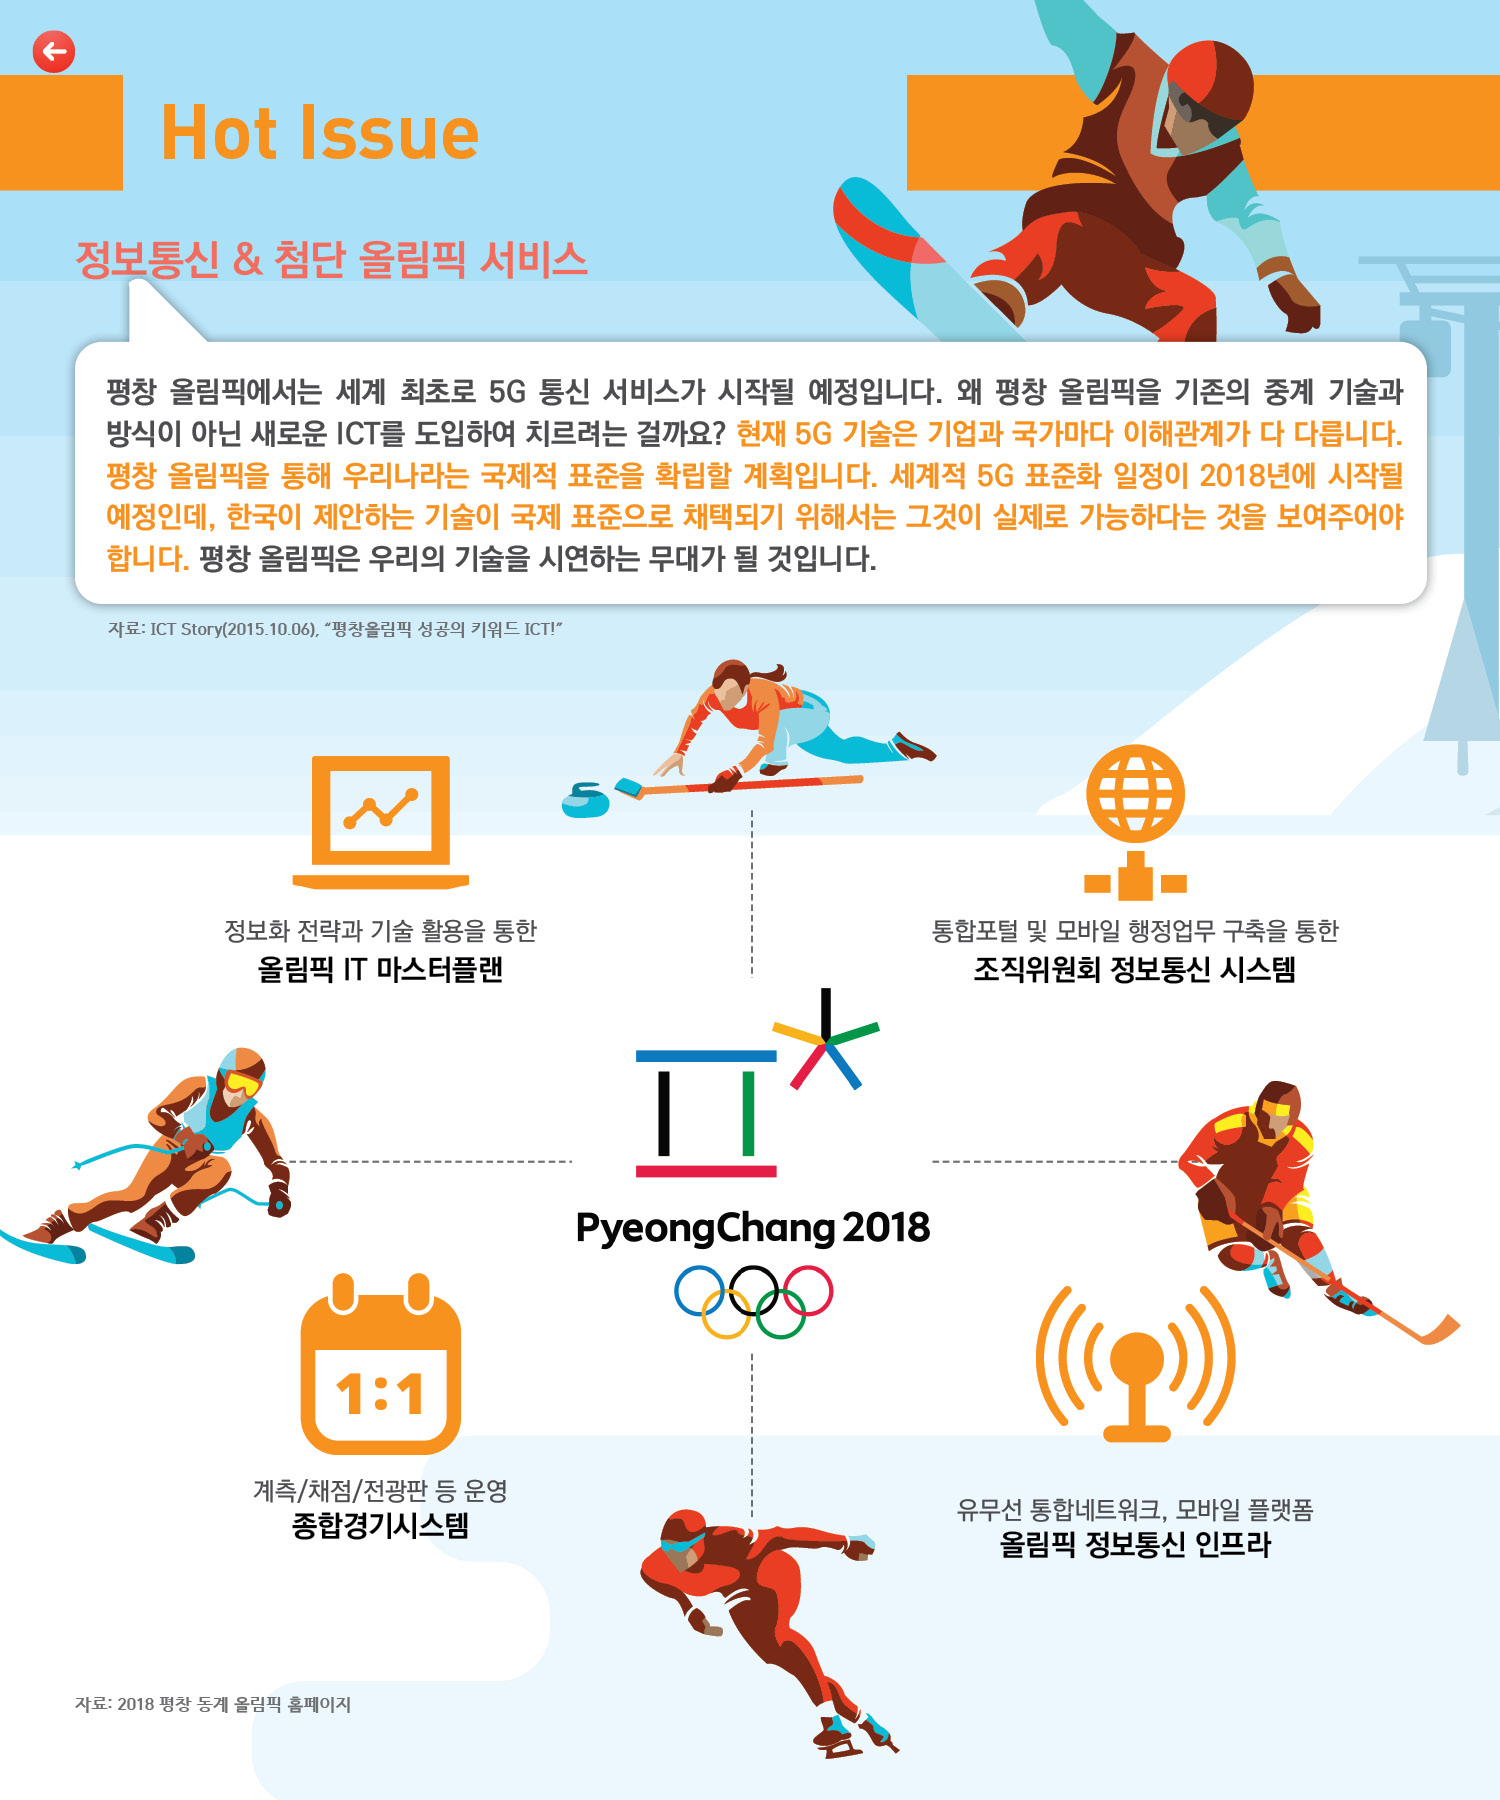 Hot Issue
정보통신 & 첨단 올림픽 서비스
평창 올림픽에서는 세계 최초로 5G 통신 서비스가 시작될 예정입니다. 왜 평창 올림픽을 기존의 중계 기술과
방식이 아닌 새로운 ICT를 도입하여 치르려는 걸까요? 현재 5G 기술은 기업과 국가마다 이해관계가 다 다릅니다.
평창 올림픽을 통해 우리나라는 국제적 표준을 확립할 계획입니다. 세계적 5G 표준화 일정이 2018년에 시작될
예정인데, 한국이 제안하는 기술이 국제 표준으로 채택되기 위해서는 그것이 실제로 가능하다는 것을 보여주어야
합니다. 평창 올림픽은 우리의 기술을 시연하는 무대가 될 것입니다.
자료: ICT Story(2015.10.06), “평창올림픽 성공의 키워드 ICT!”
정보화 전략과 기술 활용을 통한
올림픽 IT 마스터플랜
통합포털 및 모바일 행정업무 구축을 통한
조직위원회 정보통신 시스템
PyeongChang 2018
1:1
계측/채점/전광판 등 운영
종합경기시스템
유무선 통합네트워크, 모바일 플랫폼
올림픽 정보통신 인프라
자료: 2018 평창 동계 올림픽 홈페이지